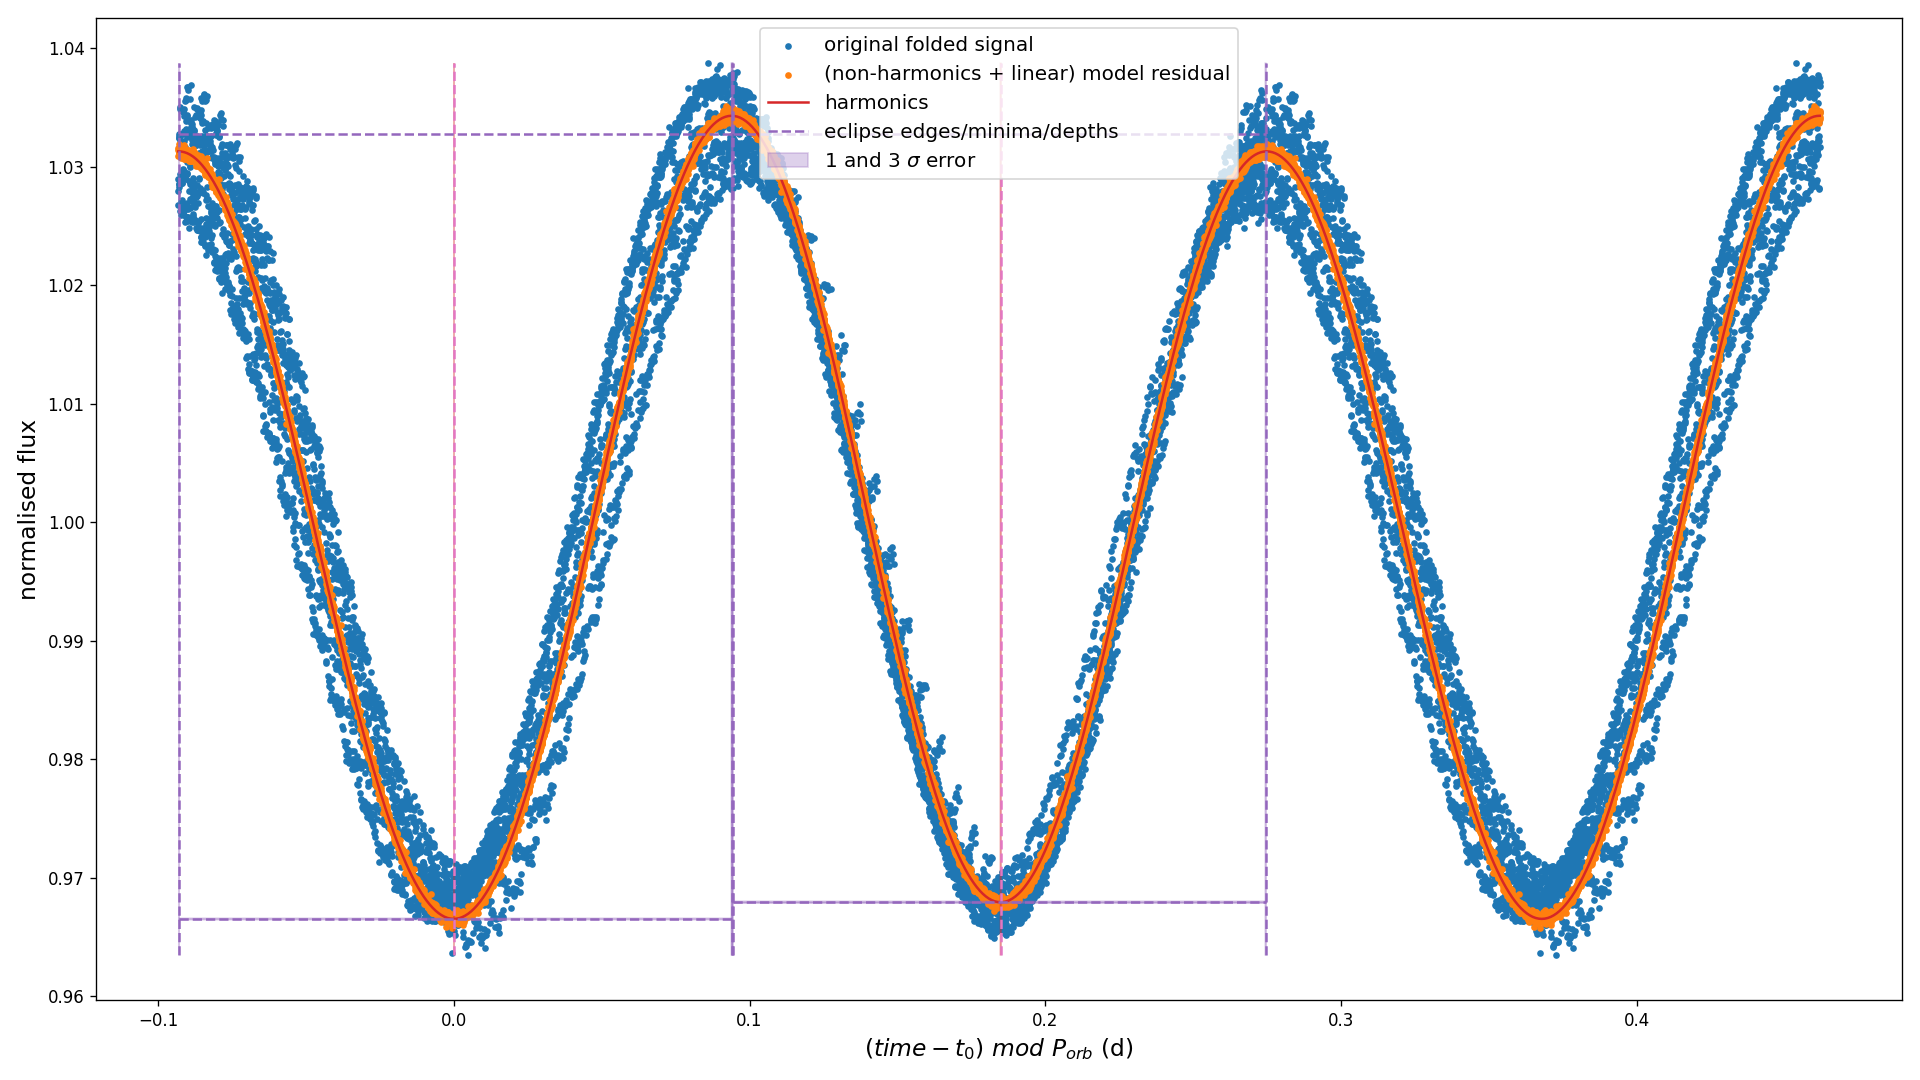 original folded signal
(non-harmonics + linear) model residual
harmonics
eclipse edges/minima/depths
1 and 3 σ error
normalised flux
1.04
1.03
1.02
1.01
1.00
0.99
0.98
0.97
0.96
−0.1 0.0 0.1 0.2 0.3 0.4
(time − t₀) mod P_orb (d)